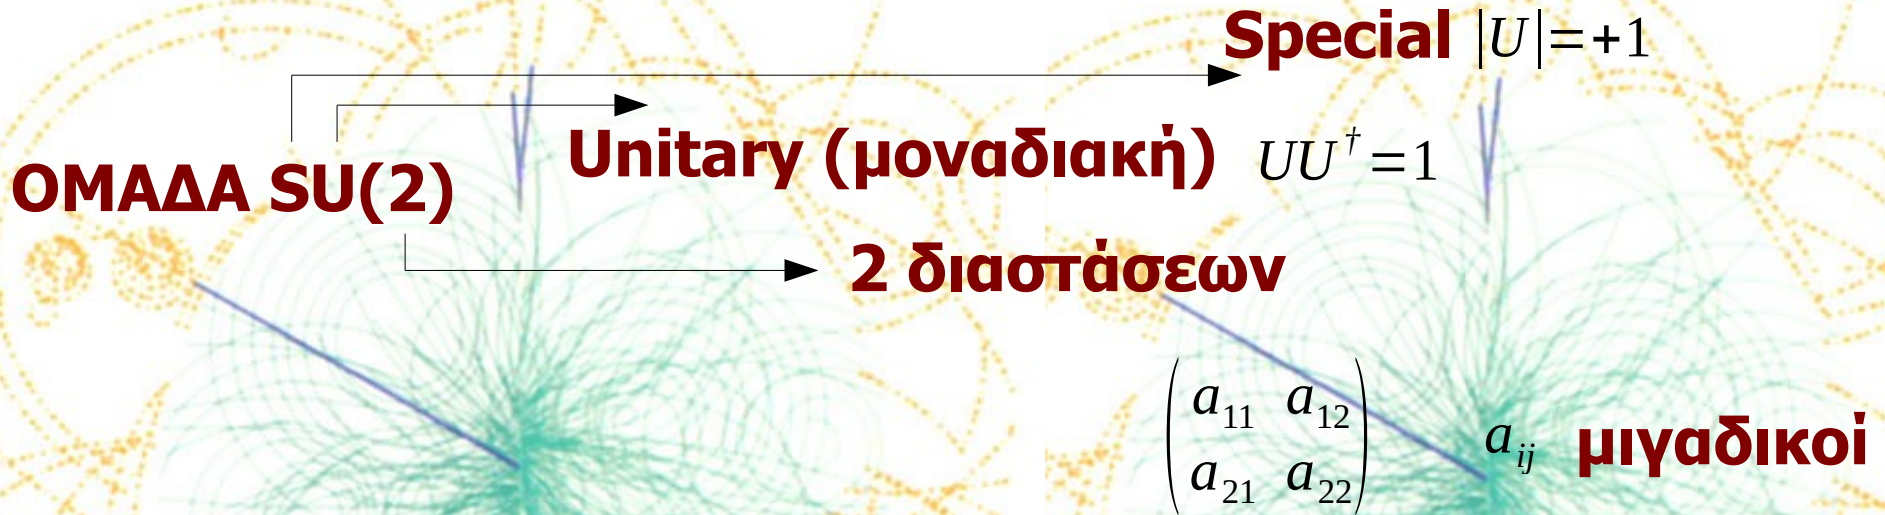 Special |U|=+1
Unitary (μοναδιακή) UU†=1
ΟΜΑΔΑ SU(2)
2 διαστάσεων
a11 a12
a21 a22
aij μιγαδικοί